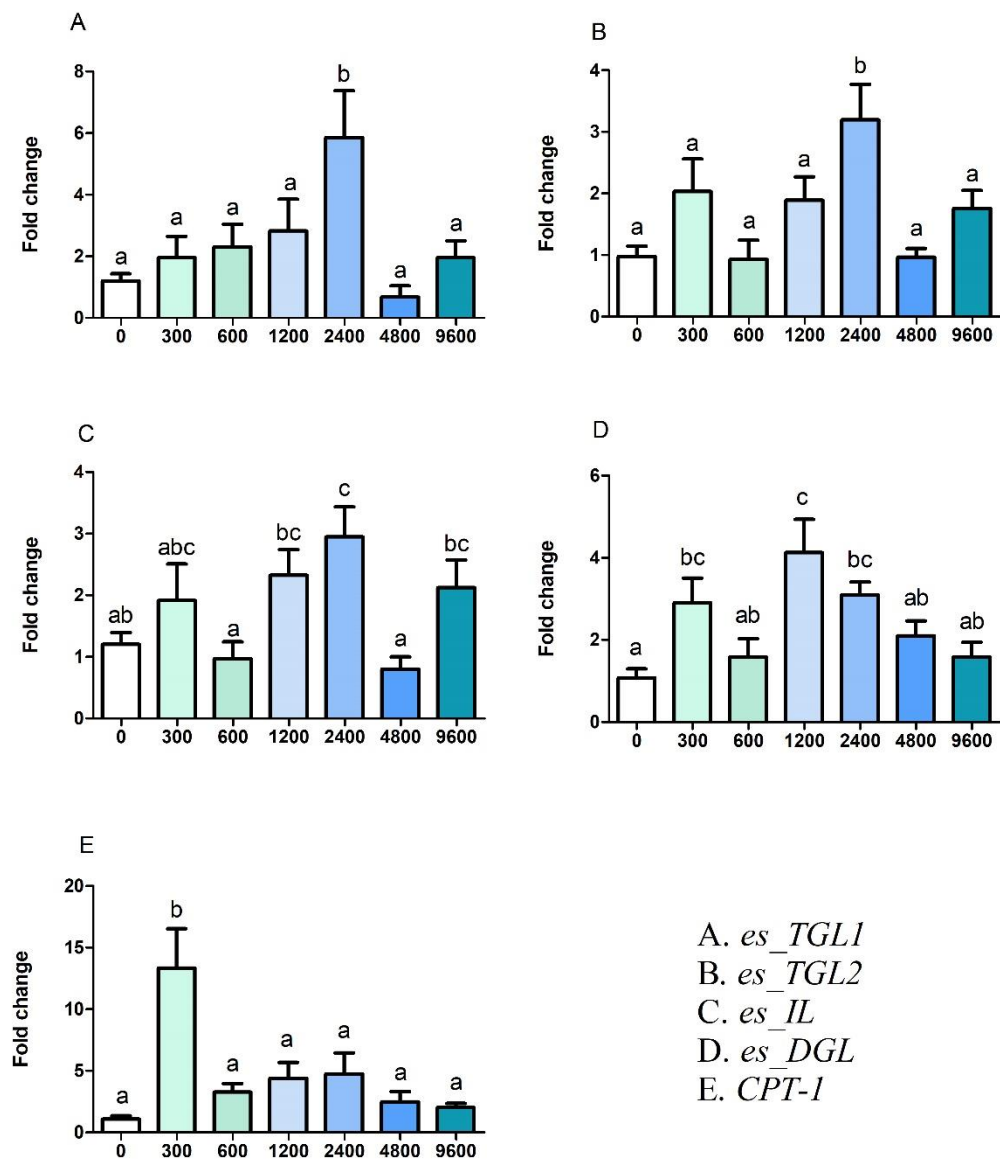 A
Fold change
8
6
4
2
0
a
a
a
a
b
a
a
0 300 600 1200 2400 4800 9600
B
Fold change
4
3
2
1
0
a
a
a
a
b
a
a
0 300 600 1200 2400 4800 9600
C
Fold change
4
3
2
1
0
ab
abc
a
bc
c
a
bc
0 300 600 1200 2400 4800 9600
D
Fold change
6
4
2
0
a
bc
ab
c
bc
ab
ab
0 300 600 1200 2400 4800 9600
E
Fold change
20
15
10
5
0
a
b
a
a
a
a
a
0 300 600 1200 2400 4800 9600
A. es_TGL1
B. es_TGL2
C. es_IL
D. es_DGL
E. CPT-1